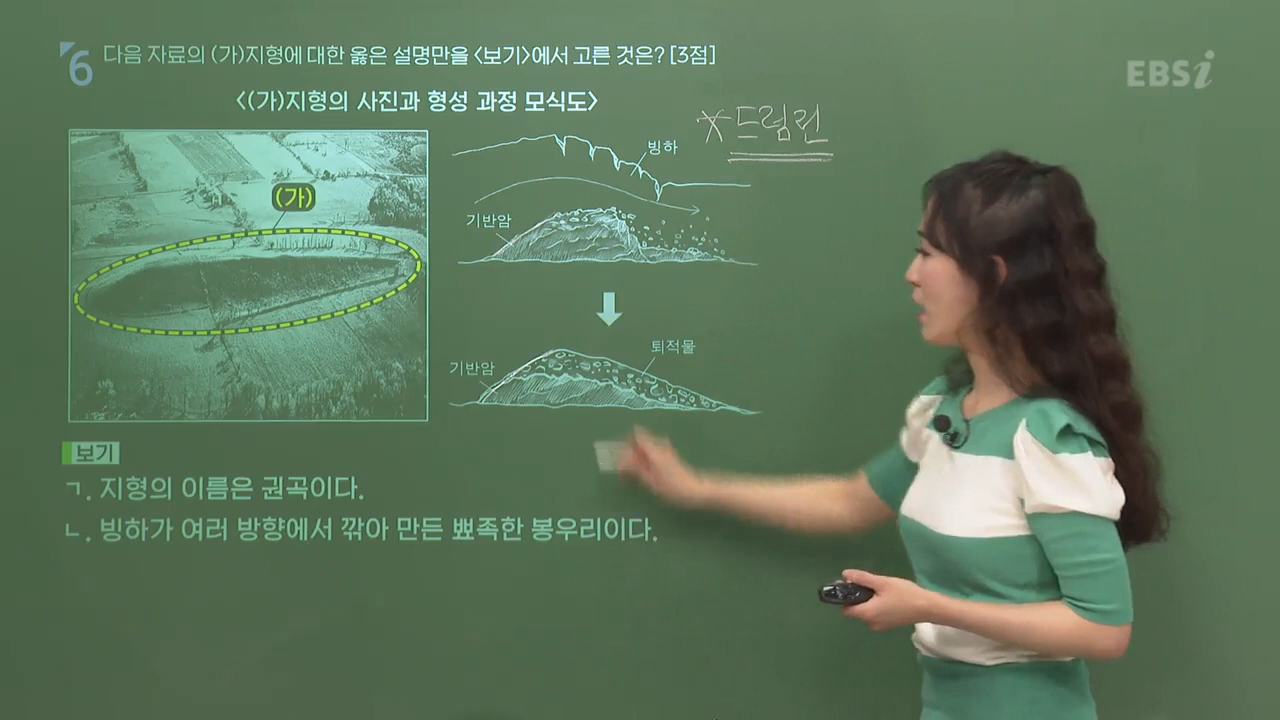 6 다음 자료의 (가)지형에 대한 옳은 설명만을 <보기>에서 고른 것은? [3점]
EBSi
<(가)지형의 사진과 형성 과정 모식도>
*드럼린
빙하
(가)
기반암
퇴적물
기반암
보기
ㄱ. 지형의 이름은 권곡이다.
ㄴ. 빙하가 여러 방향에서 깎아 만든 뾰족한 봉우리이다.